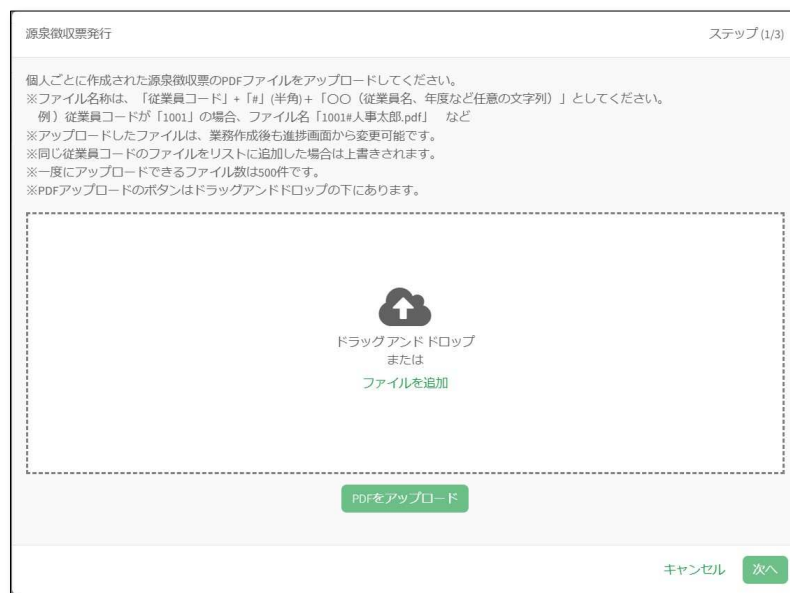 源泉徴収票発行
ステップ (1/3)
個人ごとに作成された源泉徴収票のPDFファイルをアップロードしてください。
※ファイル名称は、「従業員コード」+「#」(半角)+「〇〇（従業員名、年度など任意の文字列）」としてください。
例）従業員コードが「1001」の場合、ファイル名「1001#人事太郎.pdf」 など
※アップロードしたファイルは、業務作成後も進捗画面から変更可能です。
※同じ従業員コードのファイルをリストに追加した場合は上書きされます。
※一度にアップロードできるファイル数は500件です。
※PDFアップロードのボタンはドラッグアンドドロップの下にあります。
ドラッグ アンド ドロップ
または
ファイルを追加
PDFをアップロード
キャンセル
次へ